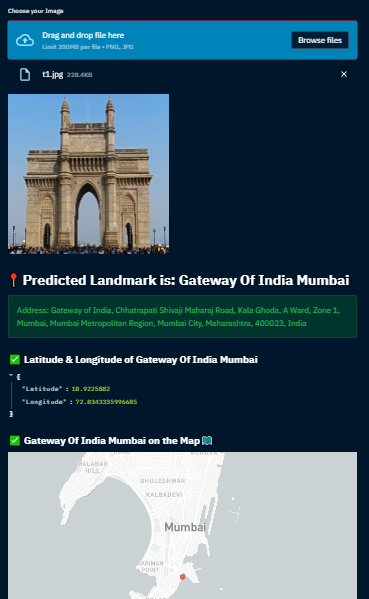 Choose your Image
Drag and drop file here
Limit 200MB per file • PNG, JPG
Browse files
t1.jpg 228.4KB
Predicted Landmark is: Gateway Of India Mumbai
Address: Gateway of India, Chhatrapati Shivaji Maharaj Road, Kala Ghoda, A Ward, Zone 1,
Mumbai, Mumbai Metropolitan Region, Mumbai City, Maharashtra, 400023, India
Latitude & Longitude of Gateway Of India Mumbai
{
"Latitude" : 18.9225882
"Longitude" : 72.8343335996685
}
Gateway Of India Mumbai on the Map
MALABAR
HILL
BHULESHWAR
KALBADEVI
Mumbai
NARIMAN
POINT